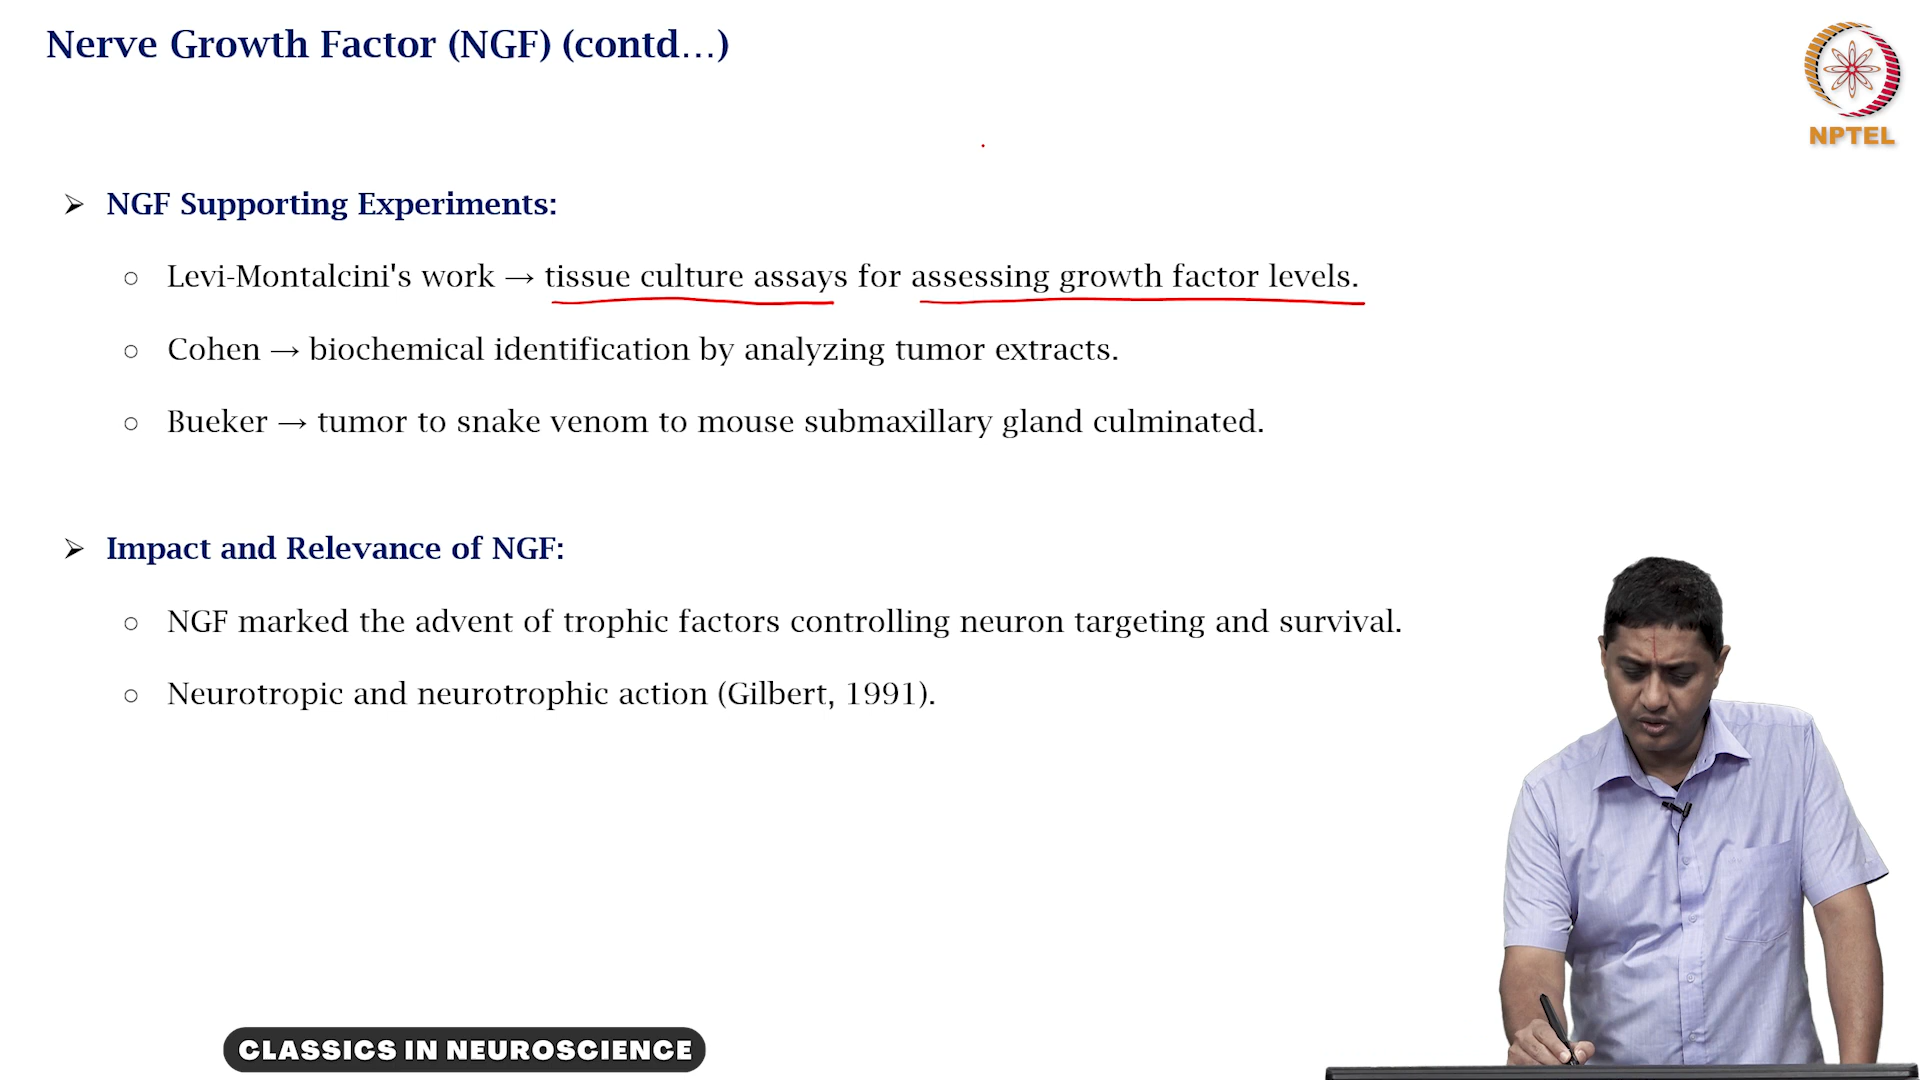 Nerve Growth Factor (NGF) (contd...)
NPTEL
NGF Supporting Experiments:
Levi-Montalcini's work → tissue culture assays for assessing growth factor levels.
Cohen → biochemical identification by analyzing tumor extracts.
Bueker → tumor to snake venom to mouse submaxillary gland culminated.
Impact and Relevance of NGF:
NGF marked the advent of trophic factors controlling neuron targeting and survival.
Neurotropic and neurotrophic action (Gilbert, 1991).
CLASSICS IN NEUROSCIENCE